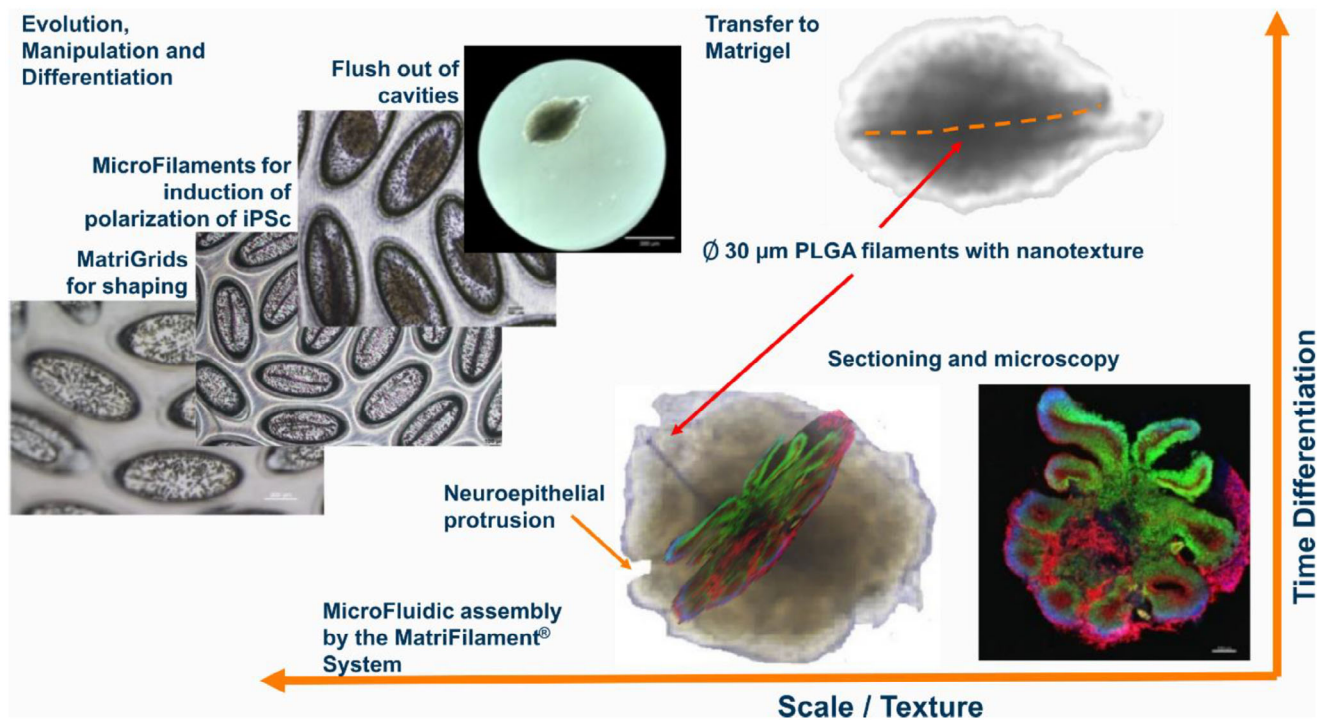 Evolution,
Manipulation and
Differentiation
Flush out of
cavities
MicroFilaments for
induction of
polarization of iPSc
MatriGrids
for shaping
Transfer to
Matrigel
Ø 30 µm PLGA filaments with nanotexture
Sectioning and microscopy
Neuroepithelial
protrusion
MicroFluidic assembly
by the MatriFilament®
System
Time Differentiation
Scale / Texture